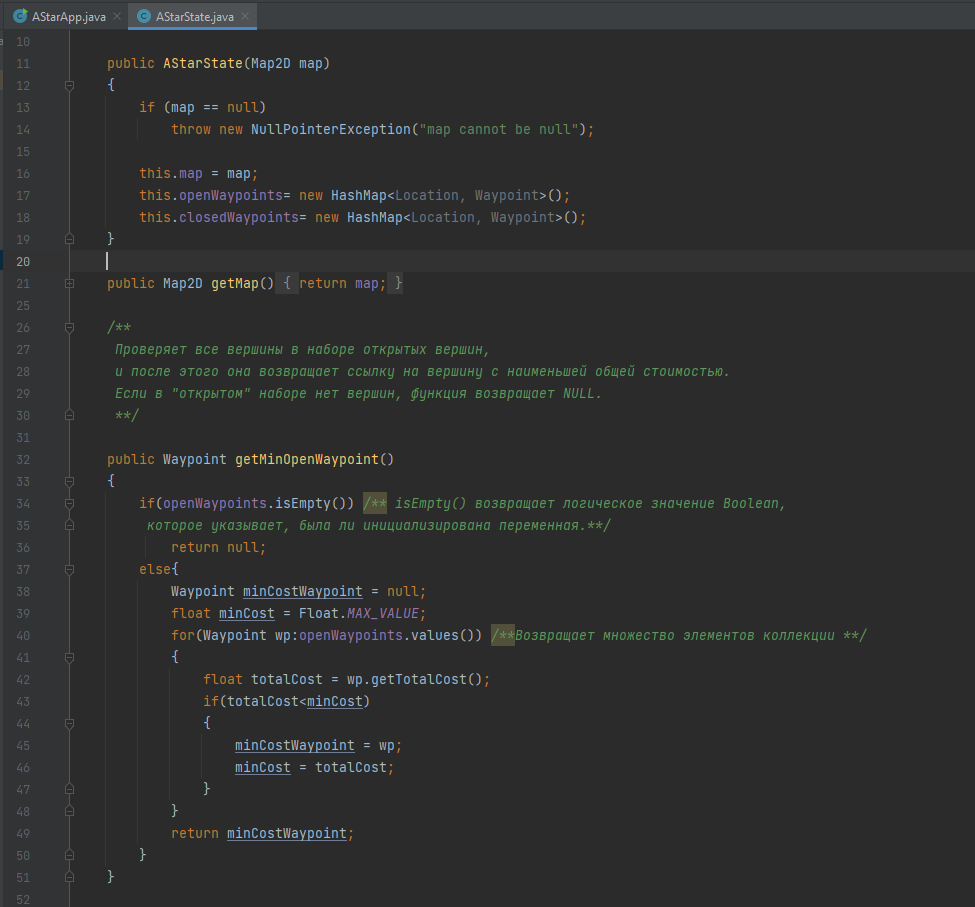 AStarApp.java AStarState.java
10
11 public AStarState(Map2D map)
12 {
13 if (map == null)
14 throw new NullPointerException("map cannot be null");
15
16 this.map = map;
17 this.openWaypoints= new HashMap<Location, Waypoint>();
18 this.closedWaypoints= new HashMap<Location, Waypoint>();
19 }
20
21 public Map2D getMap() { return map; }
25
26 /**
27 Проверяет все вершины в наборе открытых вершин,
28 и после этого она возвращает ссылку на вершину с наименьшей общей стоимостью.
29 Если в "открытом" наборе нет вершин, функция возвращает NULL.
30 **/
31
32 public Waypoint getMinOpenWaypoint()
33 {
34 if(openWaypoints.isEmpty()) /** isEmpty() возвращает логическое значение Boolean,
35 которое указывает, была ли инициализирована переменная.**/
36 return null;
37 else{
38 Waypoint minCostWaypoint = null;
39 float minCost = Float.MAX_VALUE;
40 for(Waypoint wp:openWaypoints.values()) /**Возвращает множество элементов коллекции **/
41 {
42 float totalCost = wp.getTotalCost();
43 if(totalCost<minCost)
44 {
45 minCostWaypoint = wp;
46 minCost = totalCost;
47 }
48 }
49 return minCostWaypoint;
50 }
51 }
52